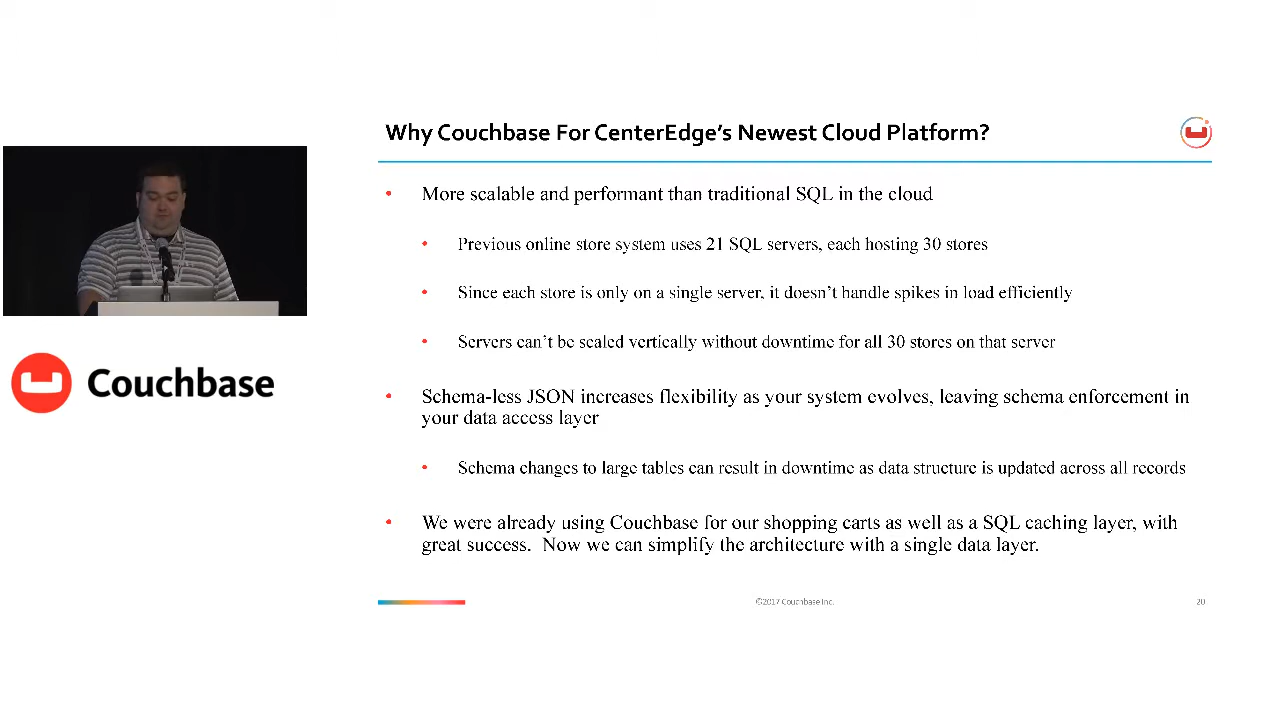 Why Couchbase For CenterEdge's Newest Cloud Platform?
• More scalable and performant than traditional SQL in the cloud
• Previous online store system uses 21 SQL servers, each hosting 30 stores
• Since each store is only on a single server, it doesn't handle spikes in load efficiently
• Servers can't be scaled vertically without downtime for all 30 stores on that server
Couchbase
• Schema-less JSON increases flexibility as your system evolves, leaving schema enforcement in
your data access layer
• Schema changes to large tables can result in downtime as data structure is updated across all records
• We were already using Couchbase for our shopping carts as well as a SQL caching layer, with
great success. Now we can simplify the architecture with a single data layer.
©2017 Couchbase Inc.
20